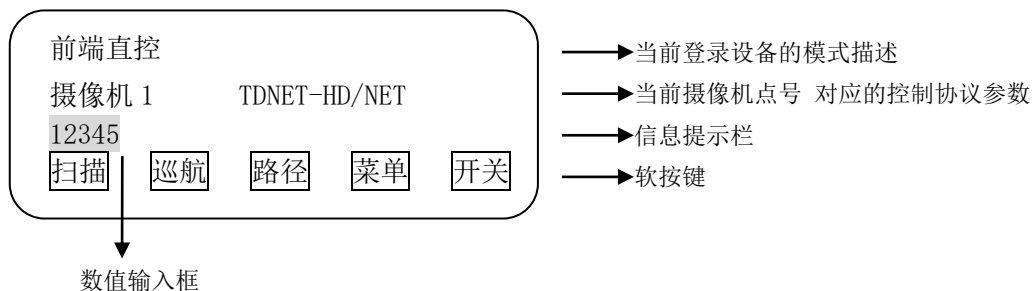 前端直控
当前登录设备的模式描述
摄像机 1 TDNET-HD/NET
当前摄像机点号 对应的控制协议参数
12345
信息提示栏
扫描 巡航 路径 菜单 开关
软按键
数值输入框